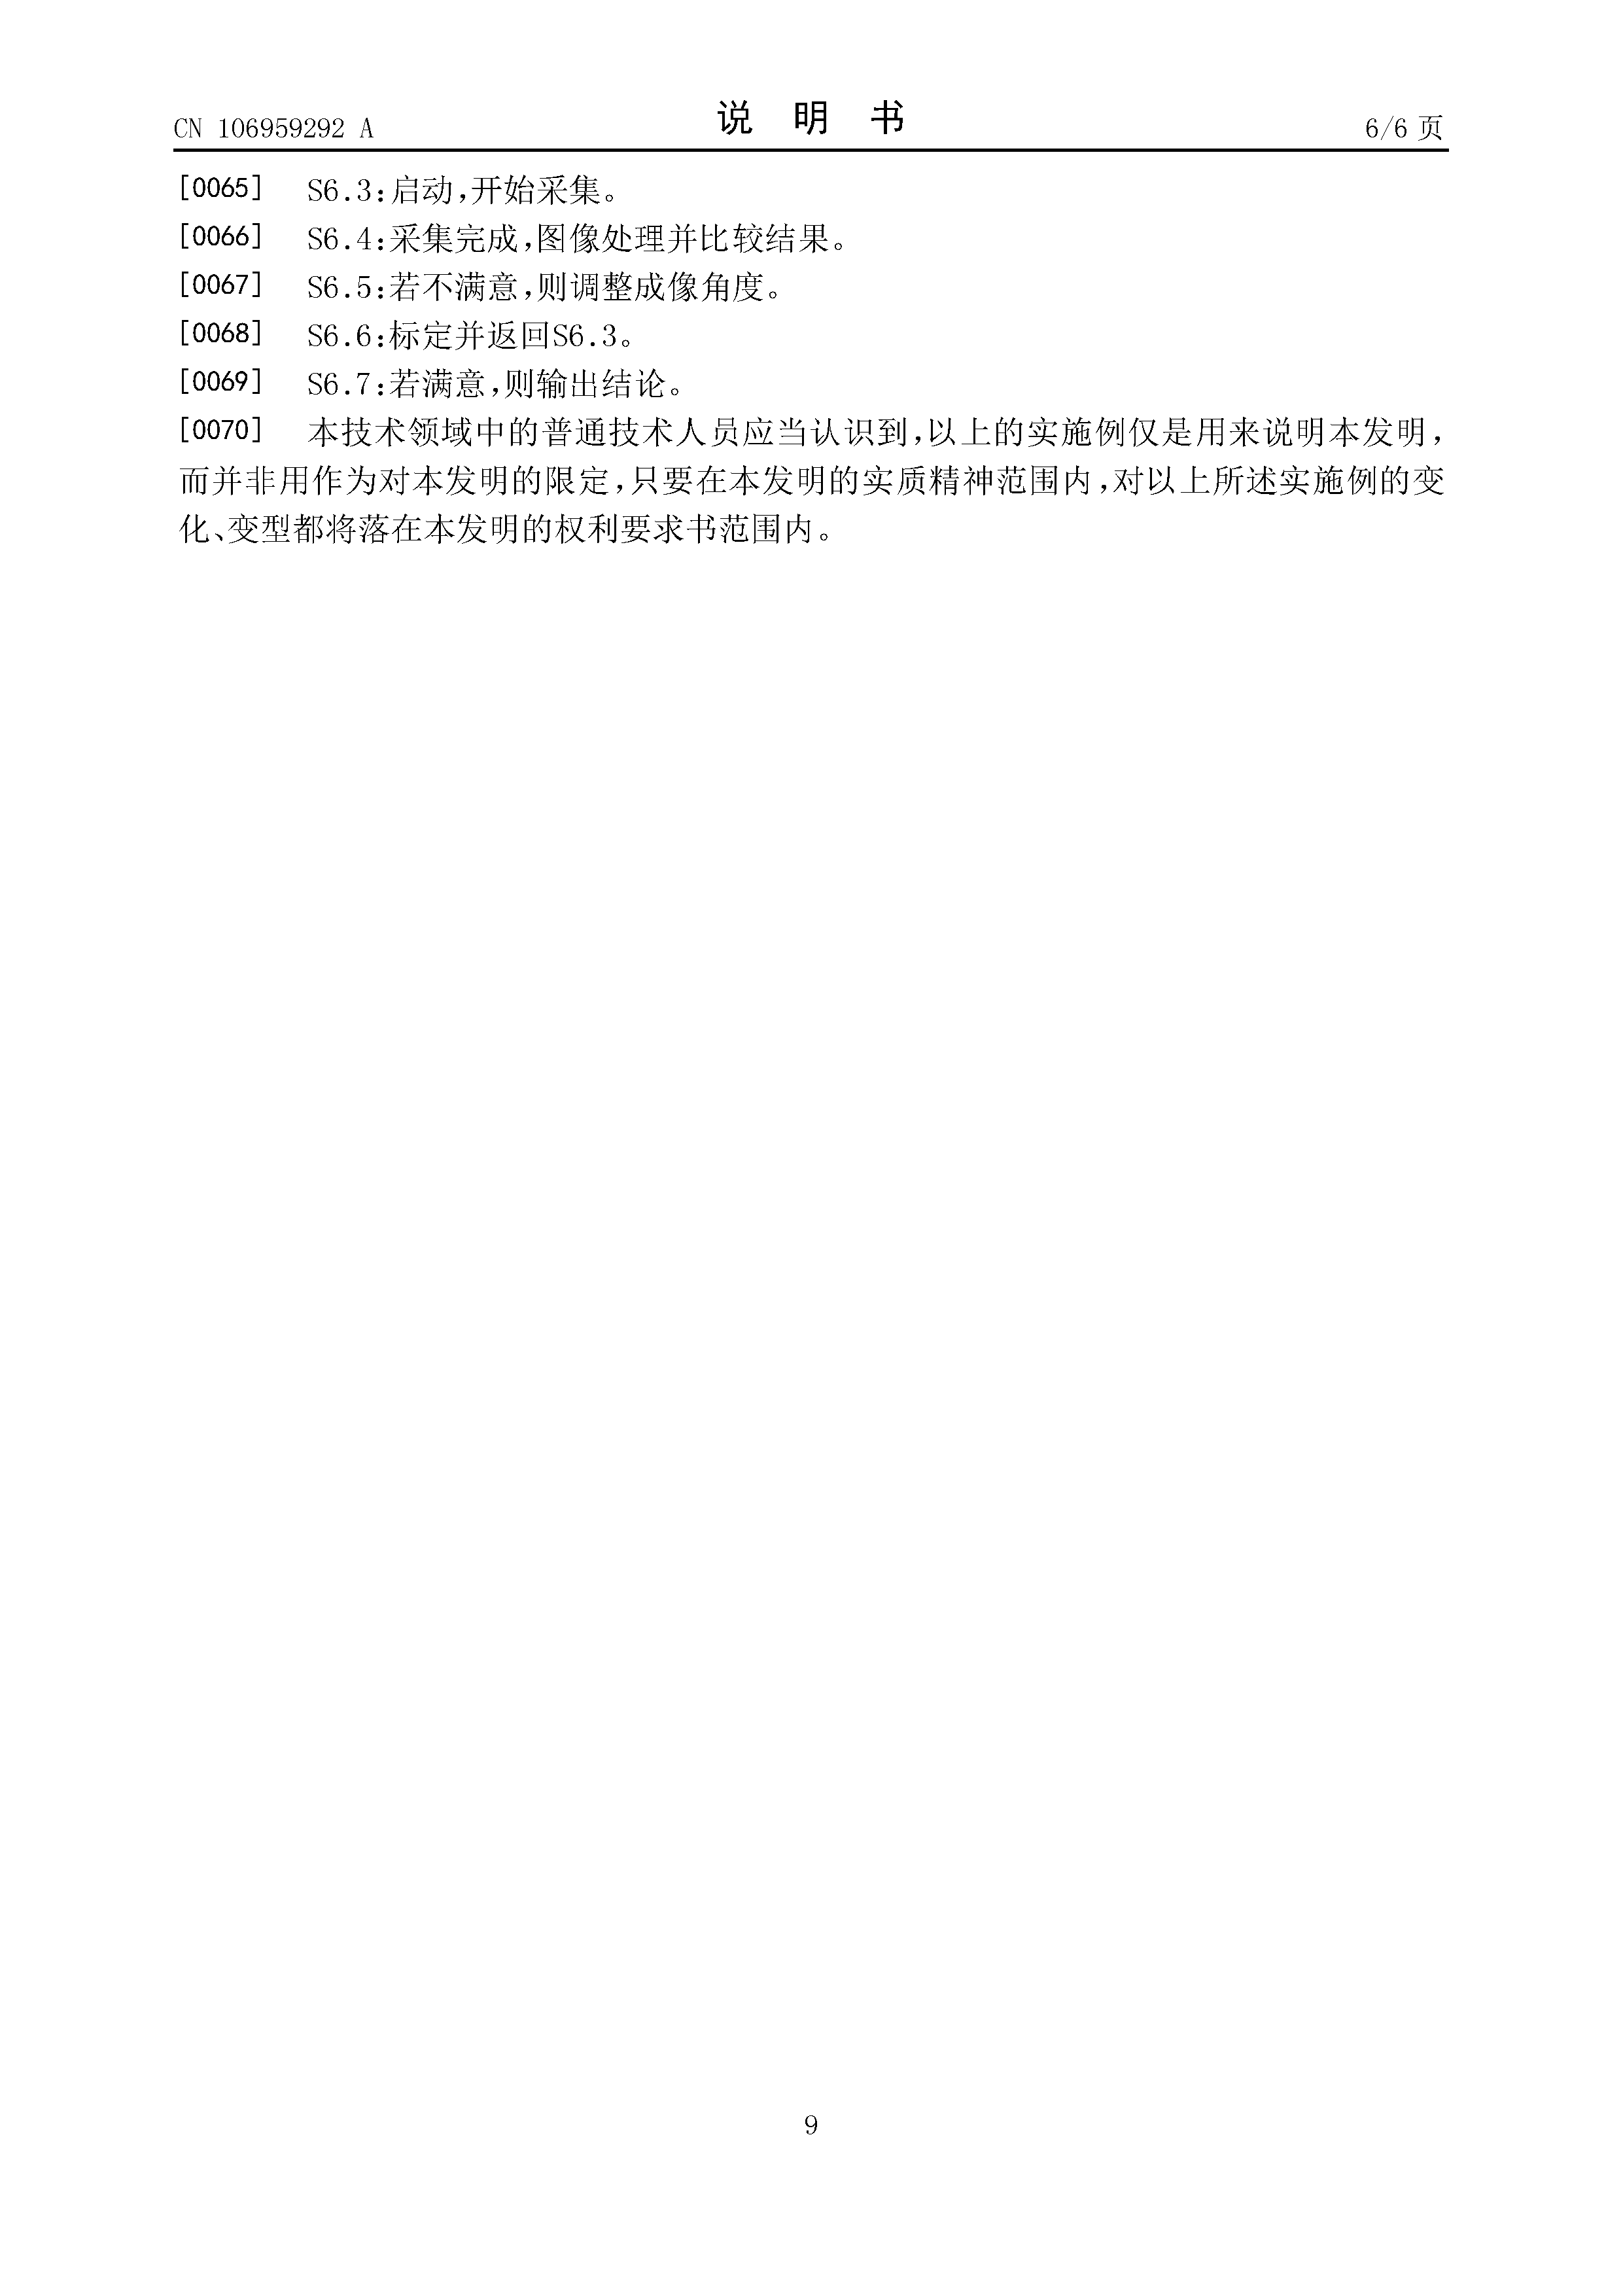 CN 106959292 A 说 明 书 6/6 页
[0065] S6.3:启动,开始采集。
[0066] S6.4:采集完成,图像处理并比较结果。
[0067] S6.5:若不满意,则调整成像角度。
[0068] S6.6:标定并返回S6.3。
[0069] S6.7:若满意,则输出结论。
[0070] 本技术领域中的普通技术人员应当认识到,以上的实施例仅是用来说明本发明,
而并非用作为对本发明的限定,只要在本发明的实质精神范围内,对以上所述实施例的变
化、变型都将落在本发明的权利要求书范围内。
9